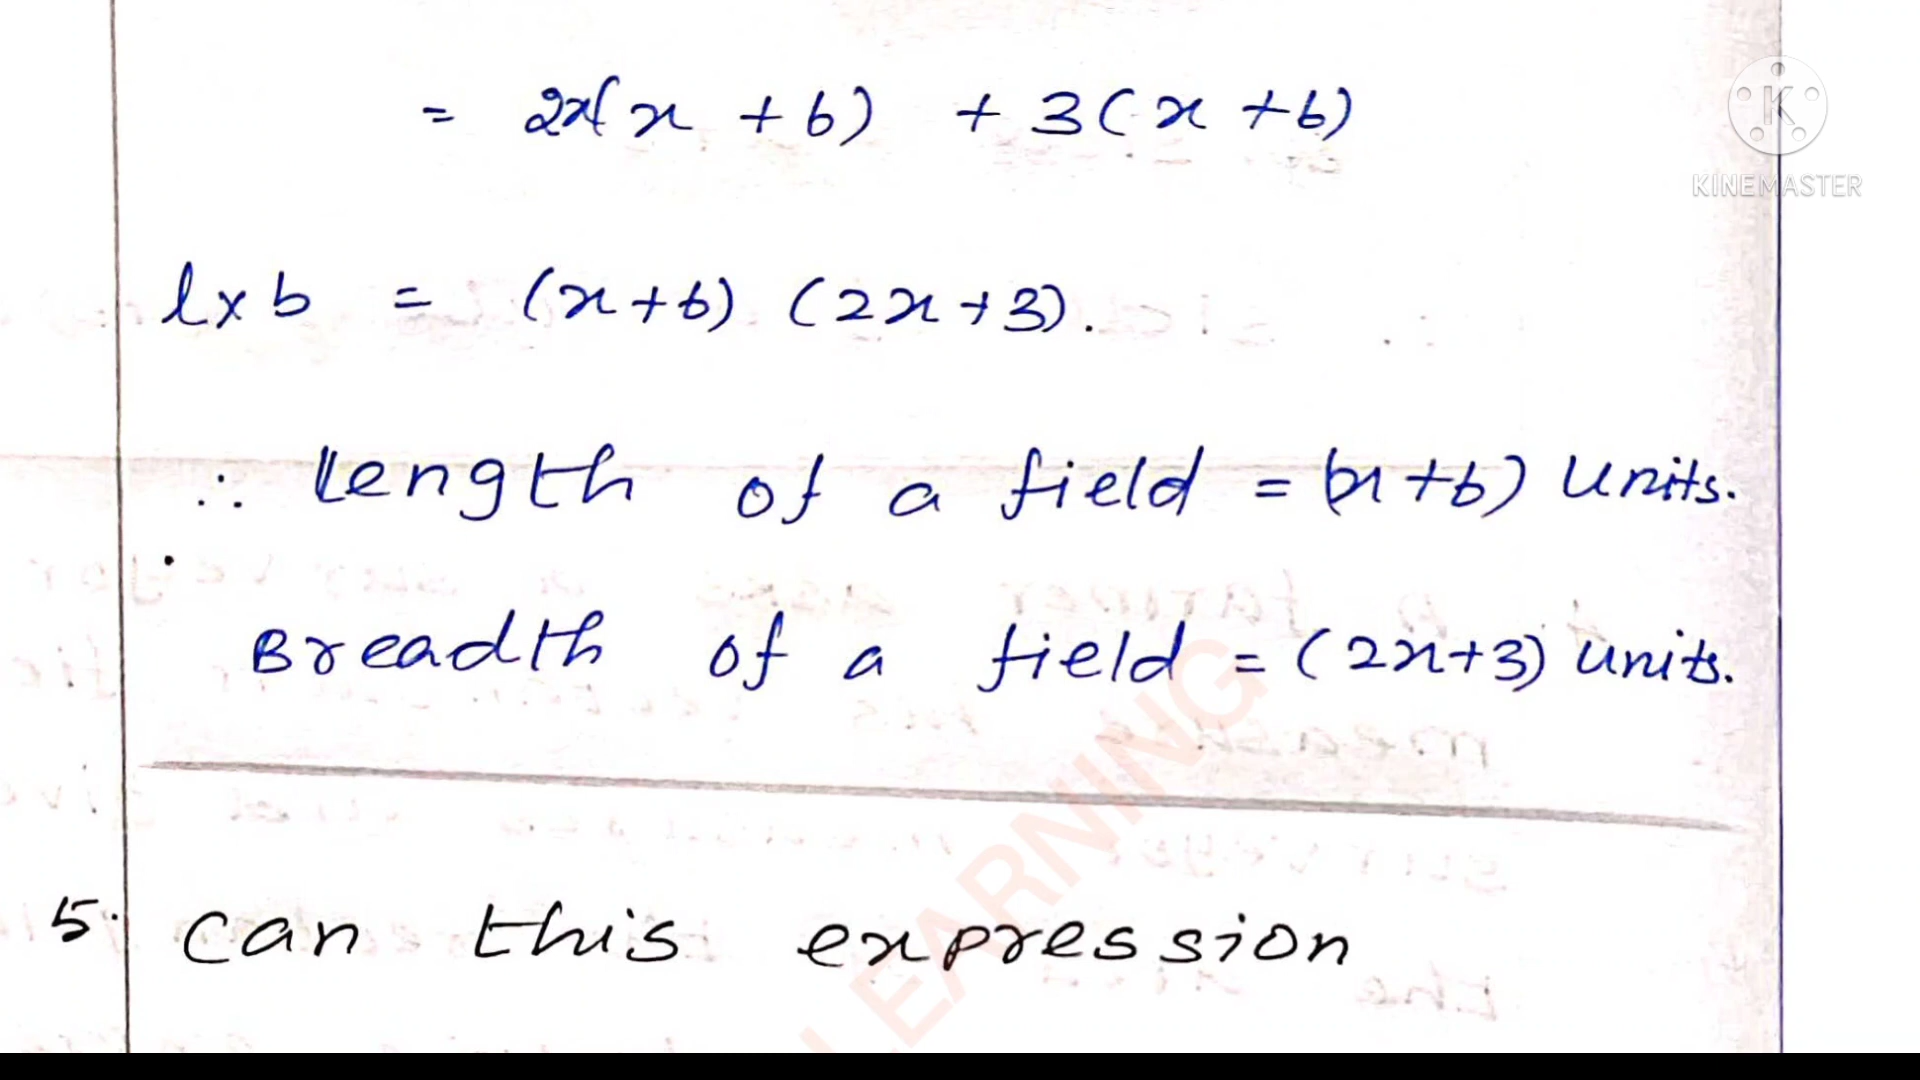 = 2x(x + 6) + 3(x + 6)
KINEMASTER
l x b = (x+6) (2x+3).
∴ Length of a field = (x+6) units.
Breadth of a field = (2x+3) units.
LEARNING
5. Can this expression